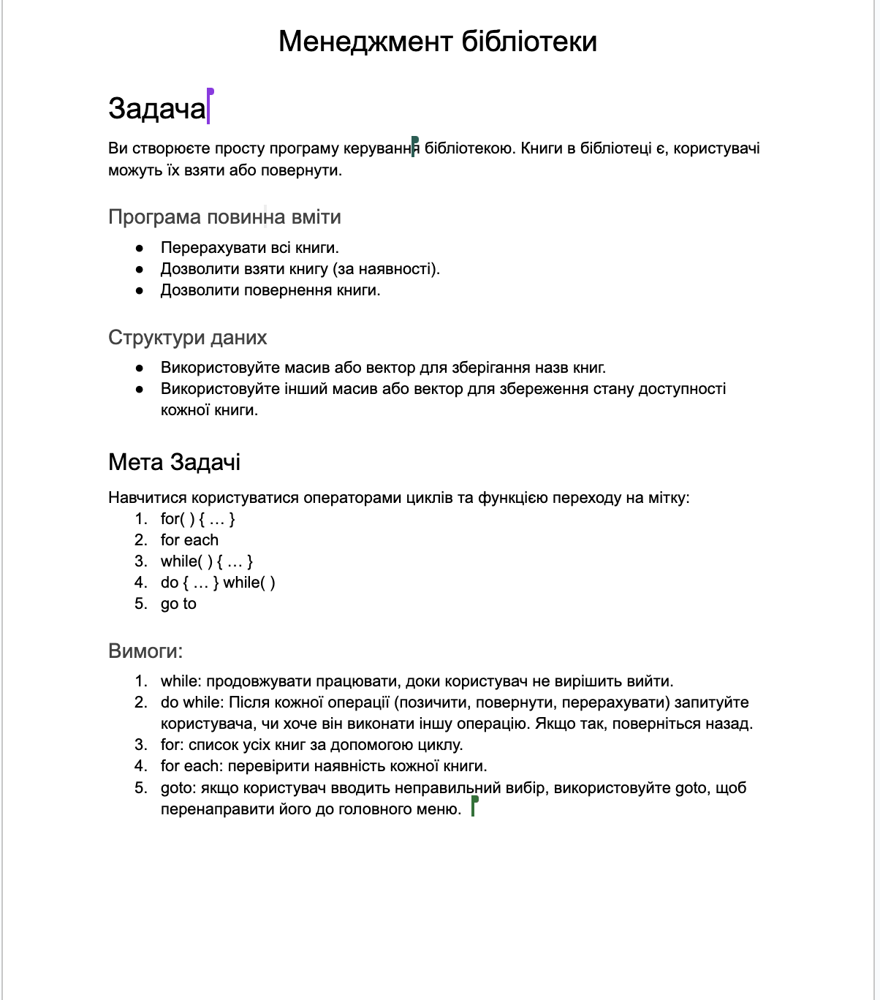 Менеджмент бібліотеки
Задача
Ви створюєте просту програму керування бібліотекою. Книги в бібліотеці є, користувачі
можуть їх взяти або повернути.
Програма повинна вміти
● Перерахувати всі книги.
● Дозволити взяти книгу (за наявності).
● Дозволити повернення книги.
Структури даних
● Використовуйте масив або вектор для зберігання назв книг.
● Використовуйте інший масив або вектор для збереження стану доступності
кожної книги.
Мета Задачі
Навчитися користуватися операторами циклів та функцією переходу на мітку:
1. for( ) { … }
2. for each
3. while( ) { … }
4. do { … } while( )
5. go to
Вимоги:
1. while: продовжувати працювати, доки користувач не вирішить вийти.
2. do while: Після кожної операції (позичити, повернути, перерахувати) запитуйте
користувача, чи хоче він виконати іншу операцію. Якщо так, поверніться назад.
3. for: список усіх книг за допомогою циклу.
4. for each: перевірити наявність кожної книги.
5. goto: якщо користувач вводить неправильний вибір, використовуйте goto, щоб
перенаправити його до головного меню.